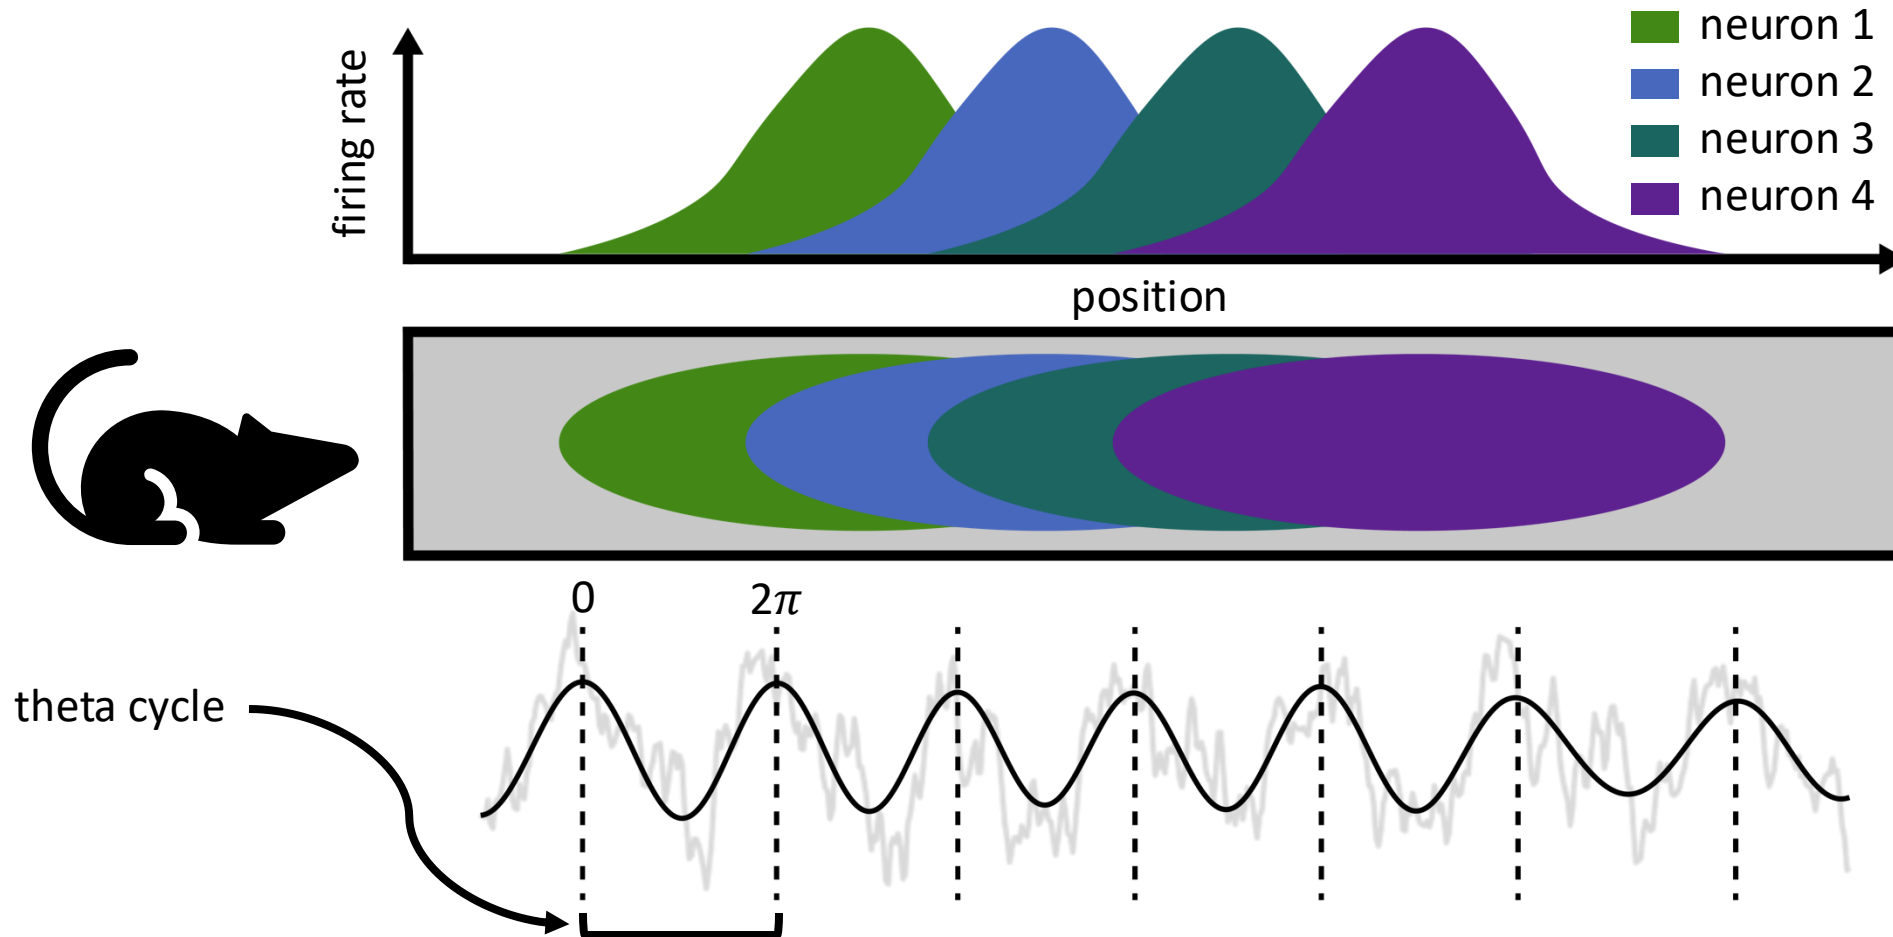 neuron 1
neuron 2
neuron 3
neuron 4
firing rate
position
0
2π
theta cycle